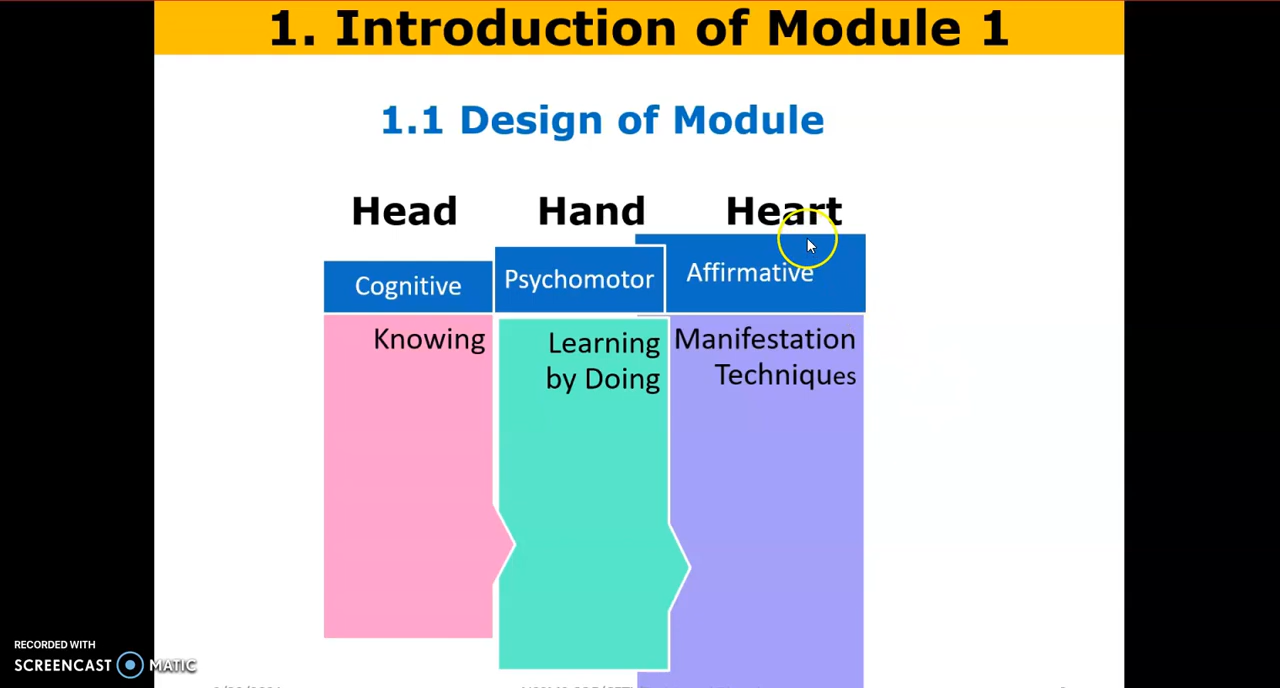 1. Introduction of Module 1
1.1 Design of Module
Head Hand Heart
Cognitive Psychomotor Affirmative
Knowing
Learning
by Doing
Manifestation
Techniques
RECORDED WITH
SCREENCAST MATIC